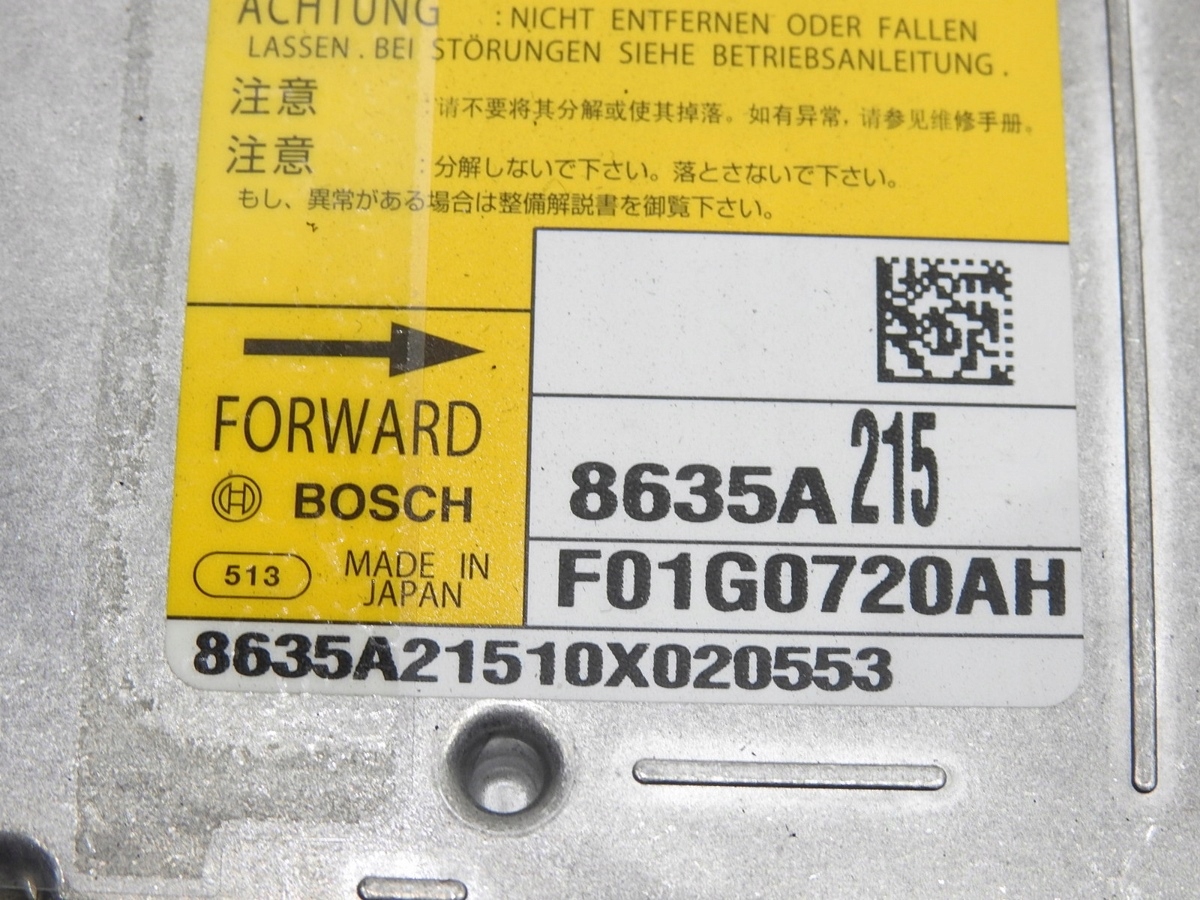 ACHTUNG : NICHT ENTFERNEN ODER FALLEN
LASSEN . BEI STÖRUNGEN SIEHE BETRIEBSANLEITUNG .
注意 : 请不要将其分解或使其掉落。如有异常, 请参见维修手册。
注意 : 分解しないで下さい。落とさないで下さい。
もし、異常がある場合は整備解説書を御覧下さい。
FORWARD
BOSCH
513
MADE IN
JAPAN
8635A 215
F01G0720AH
8635A21510X020553